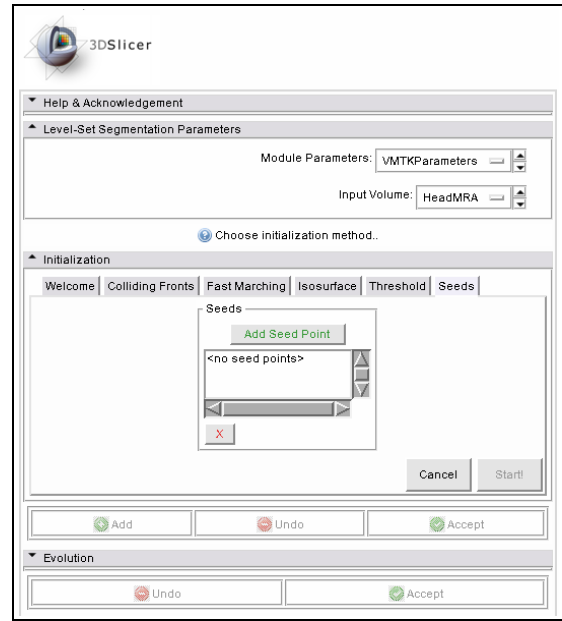 3DSlicer
Help & Acknowledgement
Level-Set Segmentation Parameters
Module Parameters: VMTKParameters
Input Volume: HeadMRA
Choose initialization method..
Initialization
Welcome Colliding Fronts Fast Marching Isosurface Threshold Seeds
Seeds
Add Seed Point
<no seed points>
X
Cancel Start!
Add Undo Accept
Evolution
Undo Accept